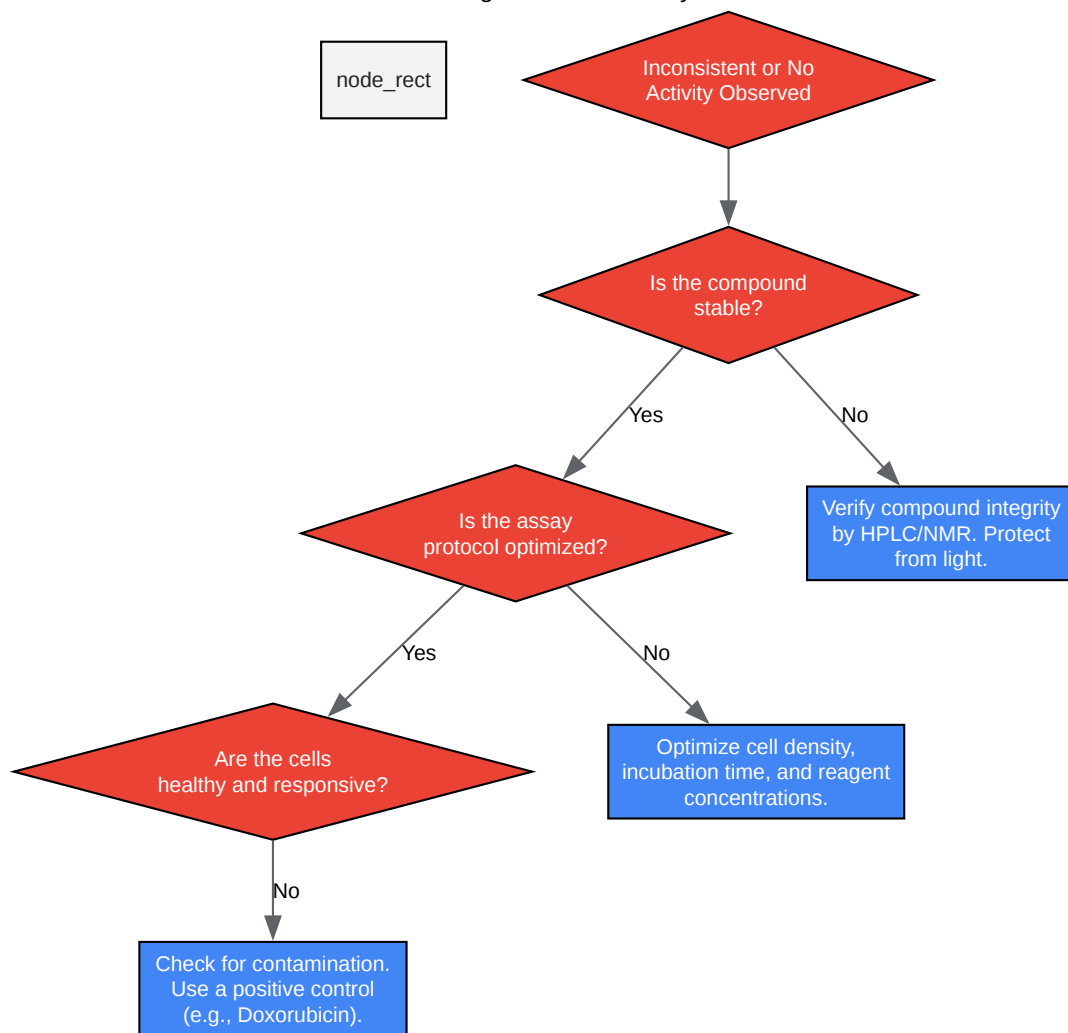 node_rect
Inconsistent or No
Activity Observed
Is the compound
stable?
Yes
No
Is the assay
protocol optimized?
Verify compound integrity
by HPLC/NMR. Protect
from light.
Yes
No
Are the cells
healthy and responsive?
Optimize cell density,
incubation time, and reagent
concentrations.
No
Check for contamination.
Use a positive control
(e.g., Doxorubicin).